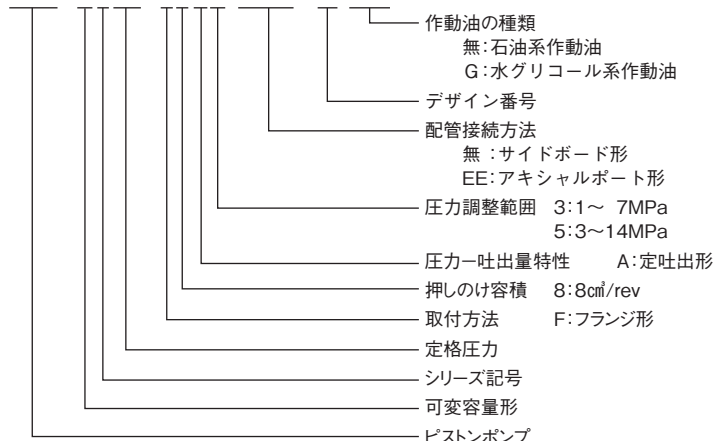 作動油の種類
無:石油系作動油
G:水グリコール系作動油
デザイン番号
配管接続方法
無:サイドボード形
EE:アキシャルポート形
圧力調整範囲 3:1~ 7MPa
5:3~14MPa
圧力ー吐出量特性 A:定吐出形
押しのけ容積 8:8c㎥/rev
取付方法 F:フランジ形
定格圧力
シリーズ記号
可変容量形
ピストンポンプ